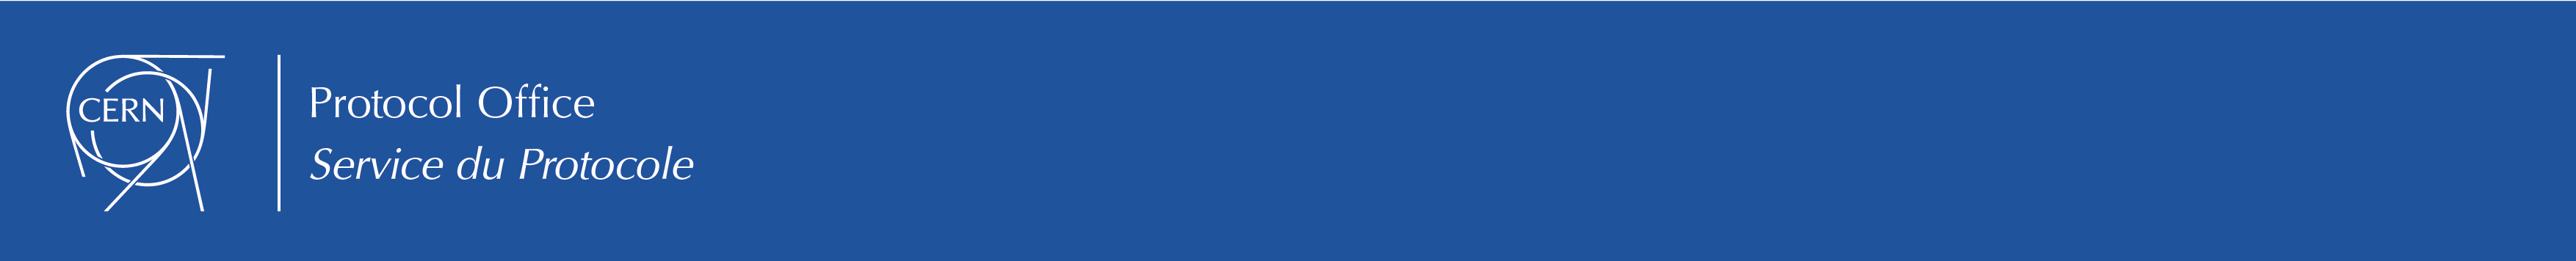 CERN
Protocol Office
Service du Protocole